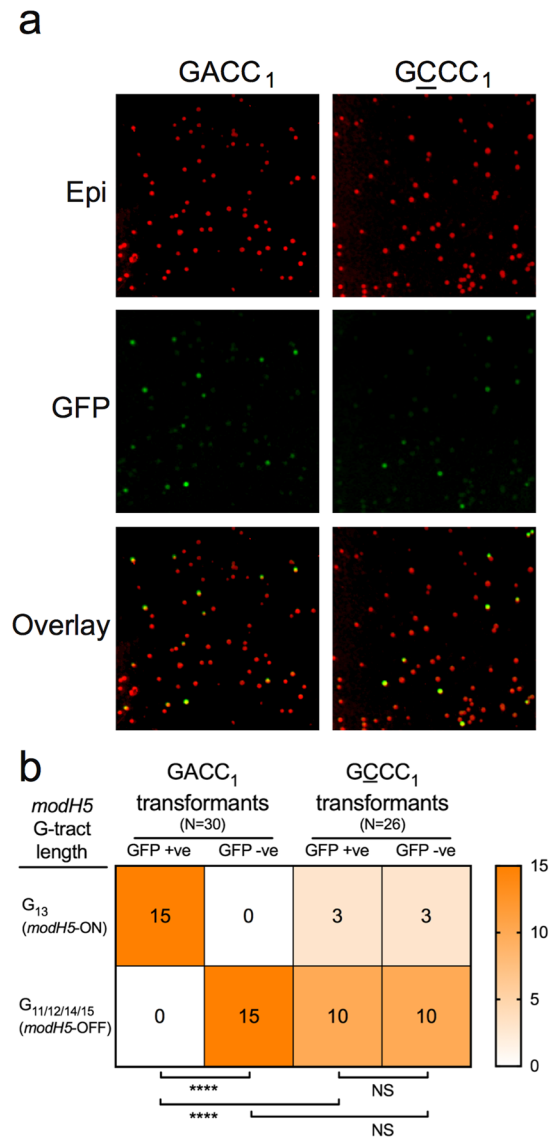 a
GACC1 GCCC1
Epi
GFP
Overlay
b
modH5 G-tract length
GACC1 transformants (N=30)
GCCC1 transformants (N=26)
GFP +ve GFP -ve GFP +ve GFP -ve
G13 (modH5-ON)
15 0 3 3
G11/12/14/15 (modH5-OFF)
0 15 10 10
15
10
5
0
**** NS
****
NS